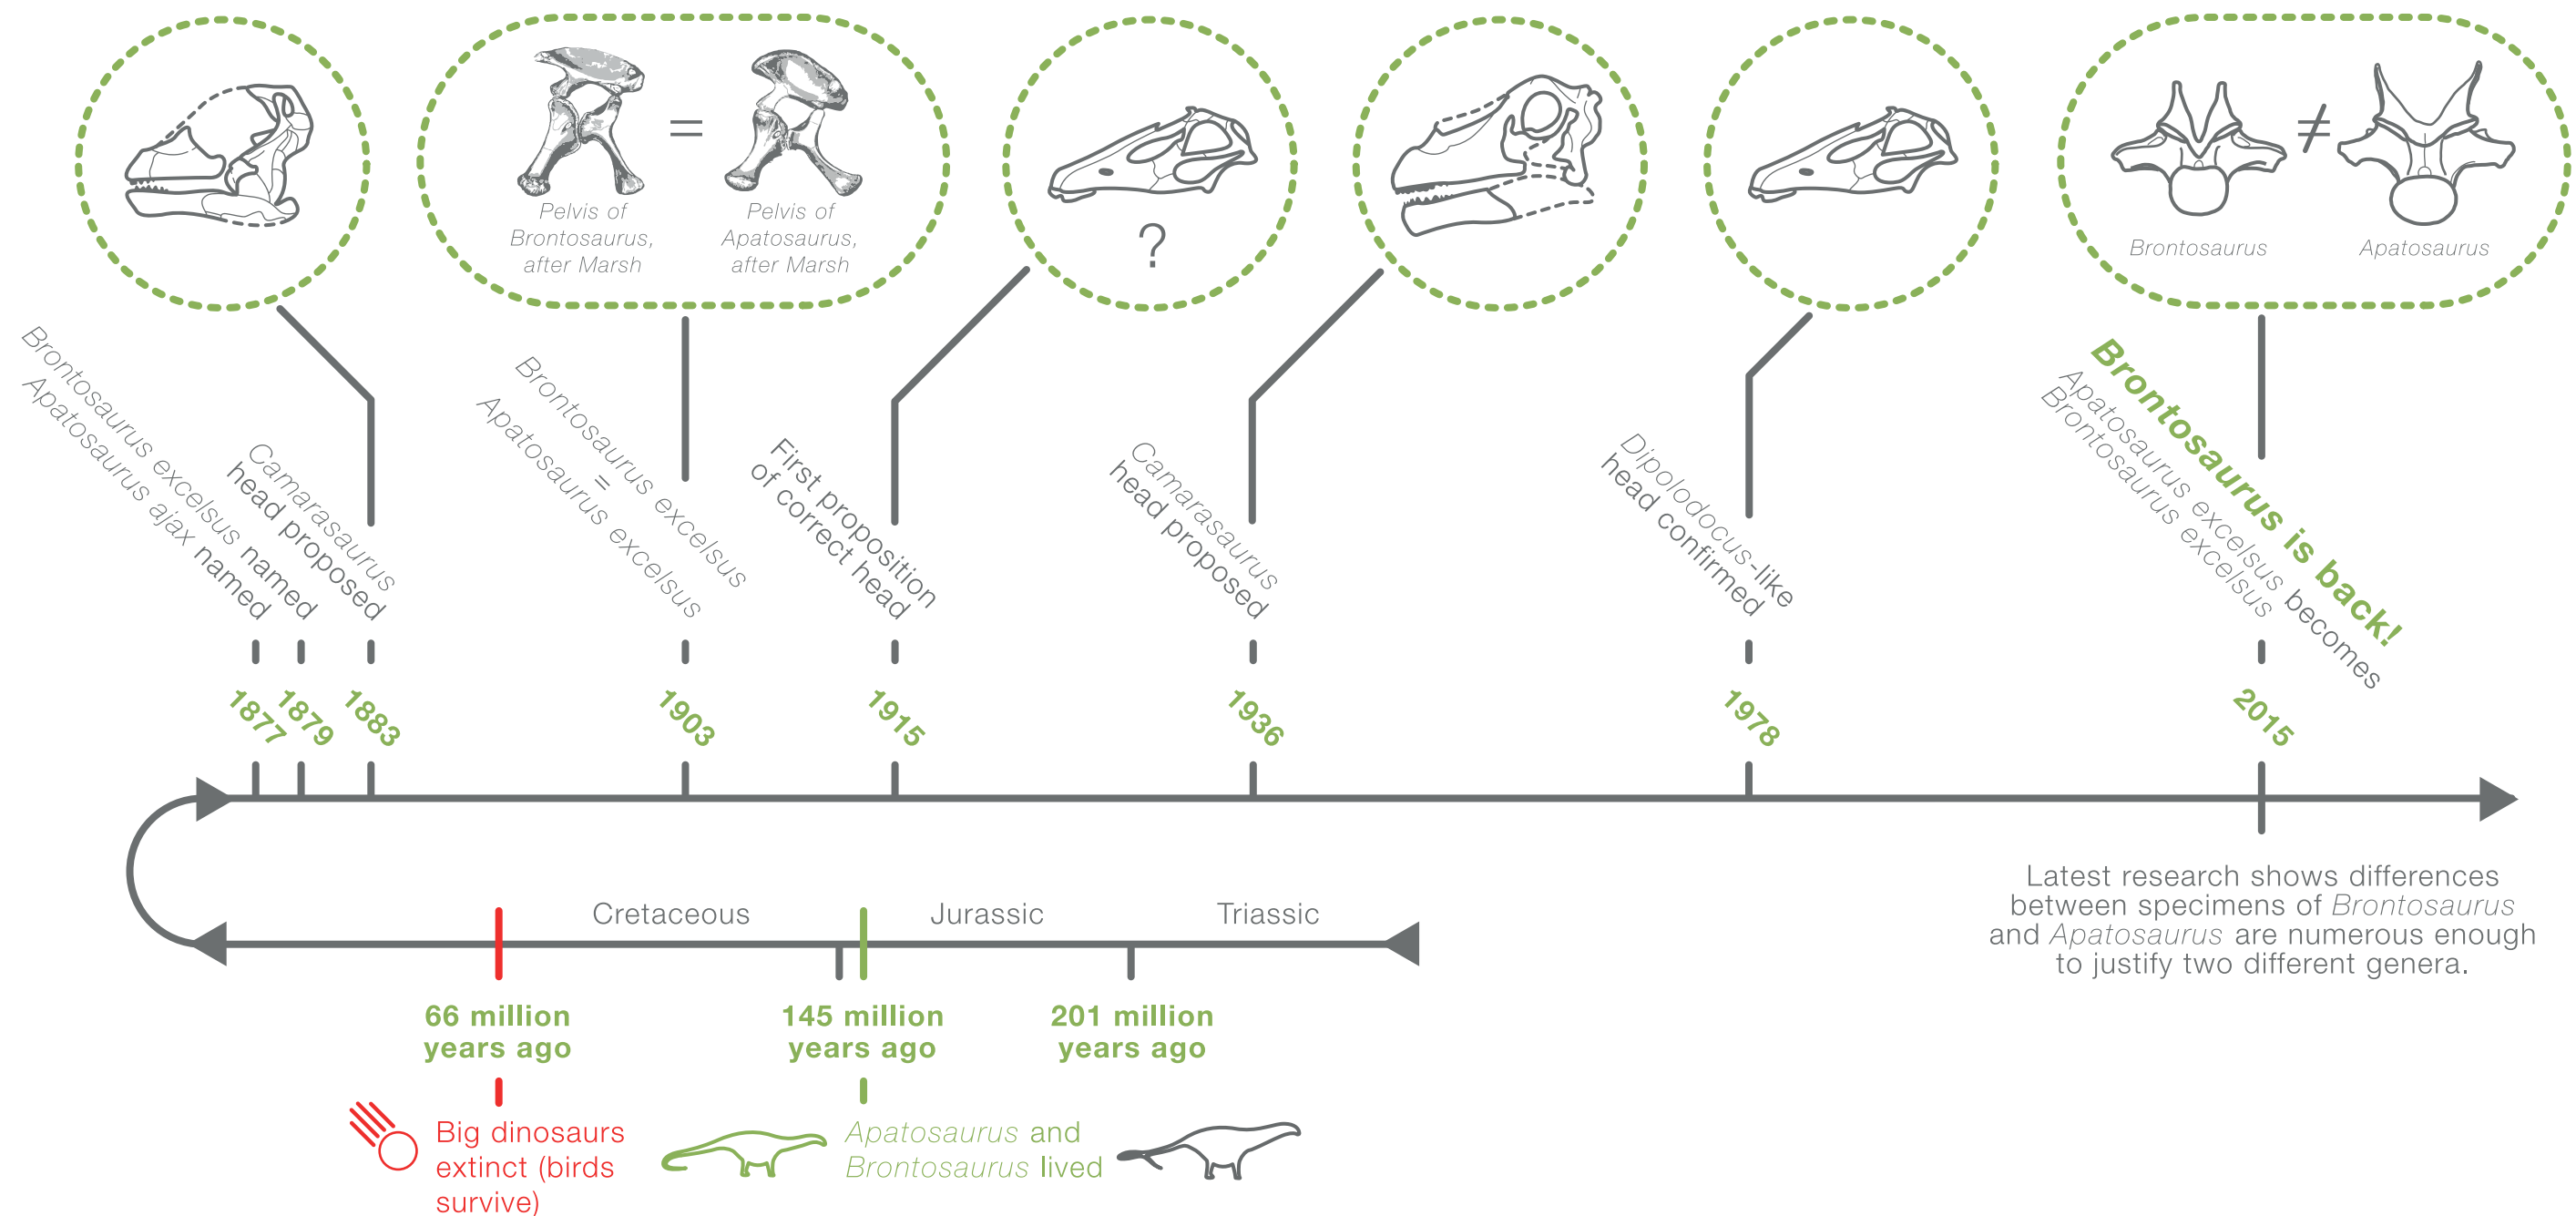 Pelvis of
Brontosaurus,
after Marsh
=
Pelvis of
Apatosaurus,
after Marsh
?
≠
Brontosaurus
Apatosaurus
Apatosaurus ajax named
Brontosaurus excelsus named
Camarasaurus
head proposed
Brontosaurus excelsus
=
Apatosaurus excelsus
First proposition
of correct head
Camarasaurus
head proposed
Dipolodocus-like
head confirmed
Brontosaurus is back!
Apatosaurus excelsus becomes
Brontosaurus excelsus
1877
1879
1883
1903
1915
1936
1978
2015
Latest research shows differences
between specimens of Brontosaurus
and Apatosaurus are numerous enough
to justify two different genera.
Cretaceous
Jurassic
Triassic
66 million
years ago
145 million
years ago
201 million
years ago
Big dinosaurs
extinct (birds
survive)
Apatosaurus and
Brontosaurus lived